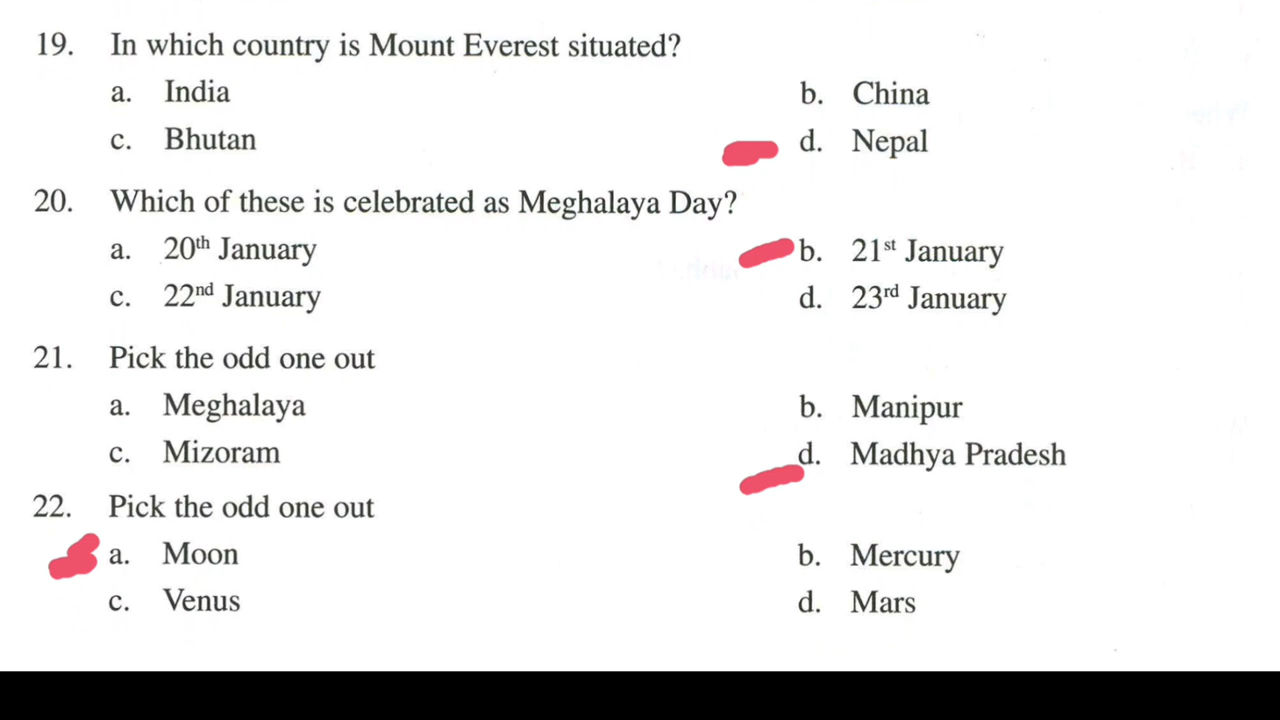 19. In which country is Mount Everest situated?
a. India b. China
c. Bhutan d. Nepal
20. Which of these is celebrated as Meghalaya Day?
a. 20th January b. 21st January
c. 22nd January d. 23rd January
21. Pick the odd one out
a. Meghalaya b. Manipur
c. Mizoram d. Madhya Pradesh
22. Pick the odd one out
a. Moon b. Mercury
c. Venus d. Mars